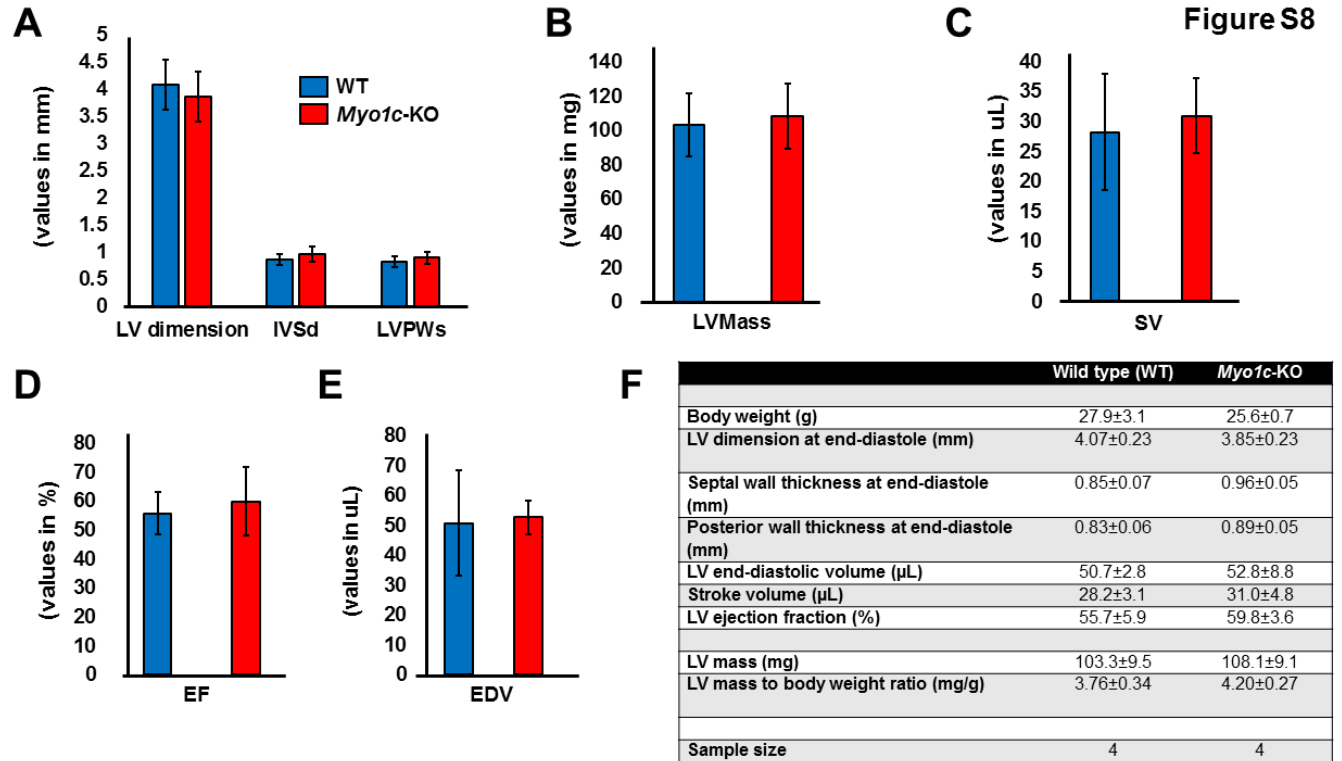 Figure S8
A
(values in mm)
5
4.5
4
3.5
3
2.5
2
1.5
1
0.5
0
WT
Myo1c-KO
LV dimension IVSd LVPWs
B
(values in mg)
140
120
100
80
60
40
20
0
LVMass
C
(values in uL)
40
35
30
25
20
15
10
5
0
SV
D
(values in %)
80
70
60
50
40
30
20
10
0
EF
E
(values in uL)
80
70
60
50
40
30
20
10
0
EDV
F
Wild type (WT) Myo1c-KO
Body weight (g) 27.9±3.1 25.6±0.7
LV dimension at end-diastole (mm) 4.07±0.23 3.85±0.23
Septal wall thickness at end-diastole
(mm) 0.85±0.07 0.96±0.05
Posterior wall thickness at end-diastole
(mm) 0.83±0.06 0.89±0.05
LV end-diastolic volume (µL) 50.7±2.8 52.8±8.8
Stroke volume (µL) 28.2±3.1 31.0±4.8
LV ejection fraction (%) 55.7±5.9 59.8±3.6
LV mass (mg) 103.3±9.5 108.1±9.1
LV mass to body weight ratio (mg/g) 3.76±0.34 4.20±0.27
Sample size 4 4